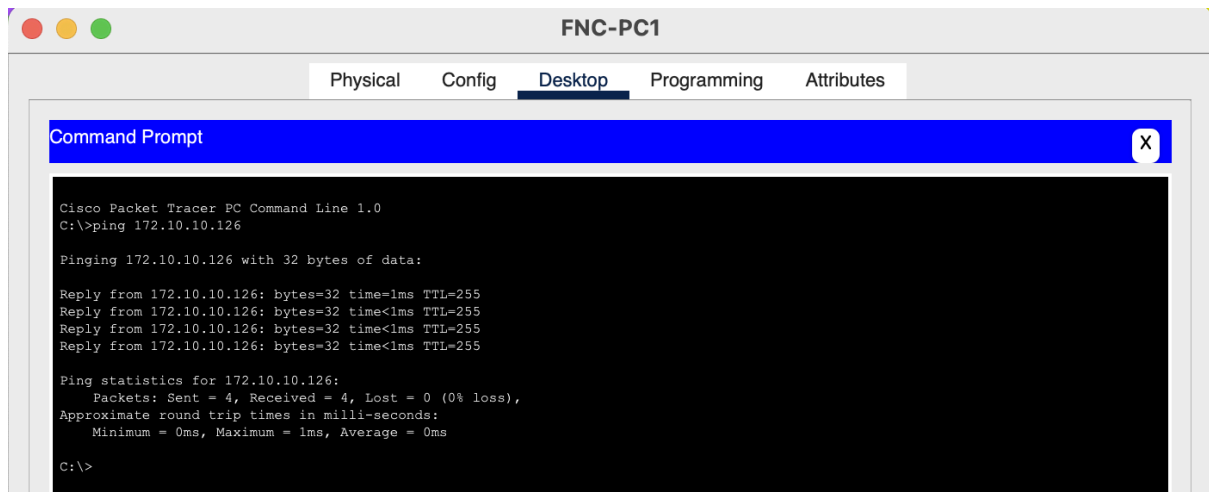 FNC-PC1
Physical Config Desktop Programming Attributes
Command Prompt
X
Cisco Packet Tracer PC Command Line 1.0
C:\>ping 172.10.10.126
Pinging 172.10.10.126 with 32 bytes of data:
Reply from 172.10.10.126: bytes=32 time=1ms TTL=255
Reply from 172.10.10.126: bytes=32 time<1ms TTL=255
Reply from 172.10.10.126: bytes=32 time<1ms TTL=255
Reply from 172.10.10.126: bytes=32 time<1ms TTL=255
Ping statistics for 172.10.10.126:
Packets: Sent = 4, Received = 4, Lost = 0 (0% loss),
Approximate round trip times in milli-seconds:
Minimum = 0ms, Maximum = 1ms, Average = 0ms
C:\>